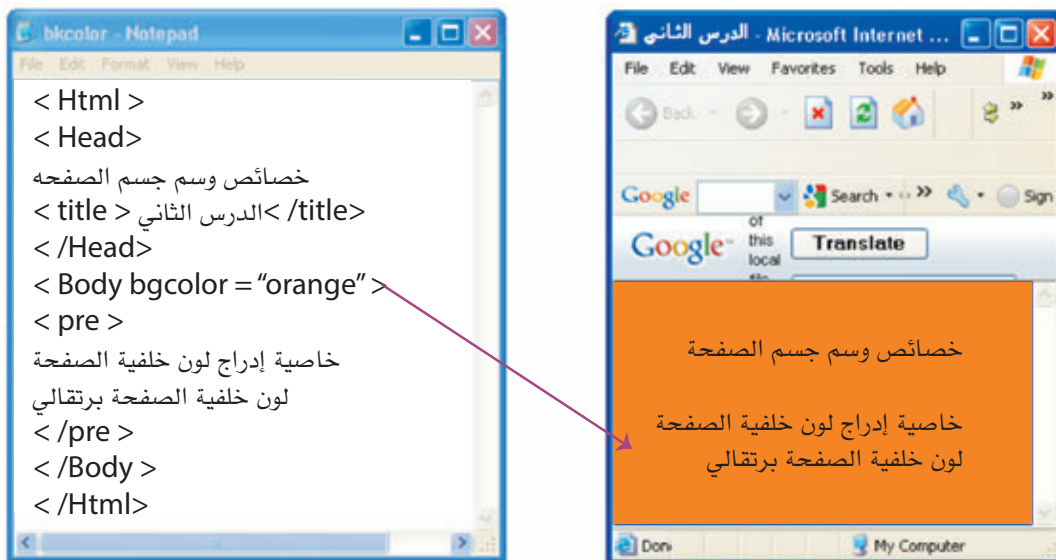 bkcolor - Notepad
File Edit Format View Help
< Html >
< Head>
خصائص وسم جسم الصفحه
< title > الدرس الثاني< /title>
< /Head>
< Body bgcolor = “orange” >
< pre >
خاصية إدراج لون خلفية الصفحة
لون خلفية الصفحة برتقالي
< /pre >
< /Body >
< /Html>
الدرس الثاني - Microsoft Internet ...
File Edit View Favorites Tools Help
Back
Google Search Sign
Google of this local Translate
خصائص وسم جسم الصفحة
خاصية إدراج لون خلفية الصفحة
لون خلفية الصفحة برتقالي
My Computer